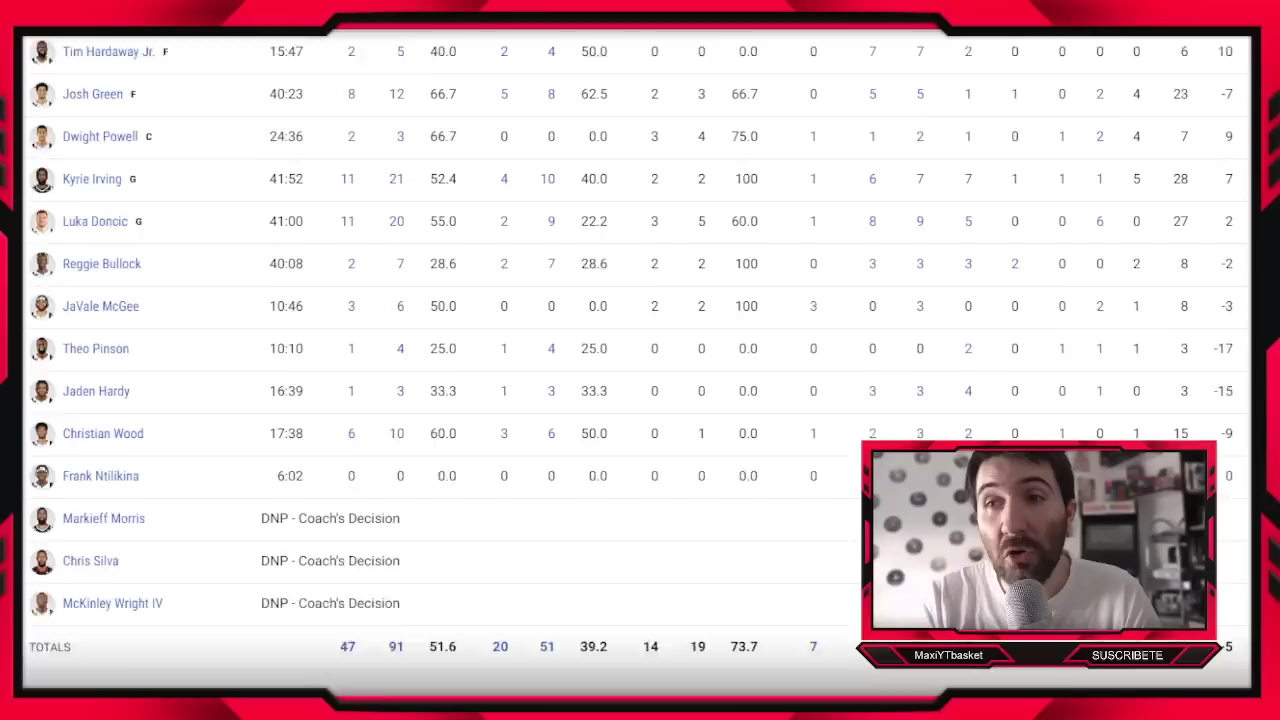 Tim Hardaway Jr. F 15:47 2 5 40.0 2 4 50.0 0 0 0.0 0 7 7 2 0 0 0 0 6 10
Josh Green F 40:23 8 12 66.7 5 8 62.5 2 3 66.7 0 5 5 1 1 0 2 4 23 -7
Dwight Powell C 24:36 2 3 66.7 0 0 0.0 3 4 75.0 1 1 2 1 0 1 2 4 7 9
Kyrie Irving G 41:52 11 21 52.4 4 10 40.0 2 2 100 1 6 7 7 1 1 1 5 28 7
Luka Doncic G 41:00 11 20 55.0 2 9 22.2 3 5 60.0 1 8 9 5 0 0 6 0 27 2
Reggie Bullock 40:08 2 7 28.6 2 7 28.6 2 2 100 0 3 3 3 2 0 0 2 8 -2
JaVale McGee 10:46 3 6 50.0 0 0 0.0 2 2 100 3 0 3 0 0 0 2 1 8 -3
Theo Pinson 10:10 1 4 25.0 1 4 25.0 0 0 0.0 0 0 0 2 0 1 1 1 3 -17
Jaden Hardy 16:39 1 3 33.3 1 3 33.3 0 0 0.0 0 3 3 4 0 0 1 0 3 -15
Christian Wood 17:38 6 10 60.0 3 6 50.0 0 1 0.0 1 2 3 2 0 1 0 1 15 -9
Frank Ntilikina 6:02 0 0 0.0 0 0 0.0 0 0 0.0 0 0
Markieff Morris DNP - Coach's Decision
Chris Silva DNP - Coach's Decision
McKinley Wright IV DNP - Coach's Decision
TOTALS 47 91 51.6 20 51 39.2 14 19 73.7 7 -5
MaxiYTbasket SUSCRIBETE